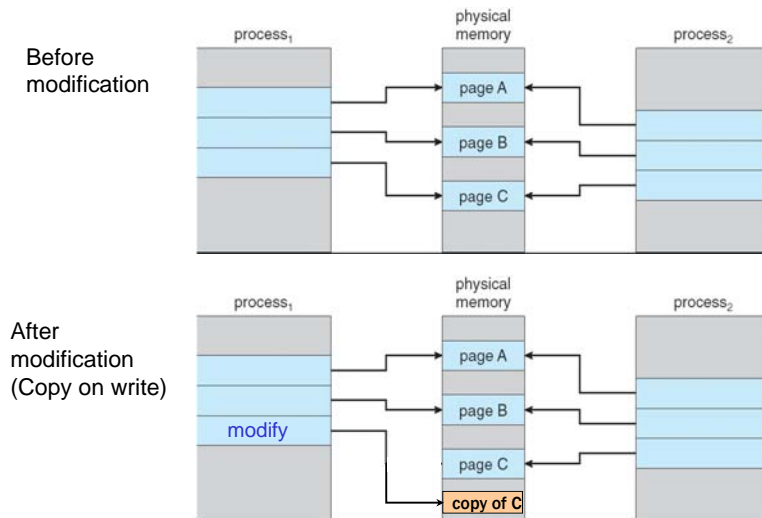 Before
modification
process₁
physical
memory
process₂
page A
page B
page C
After
modification
(Copy on write)
process₁
physical
memory
process₂
page A
page B
modify
page C
copy of C